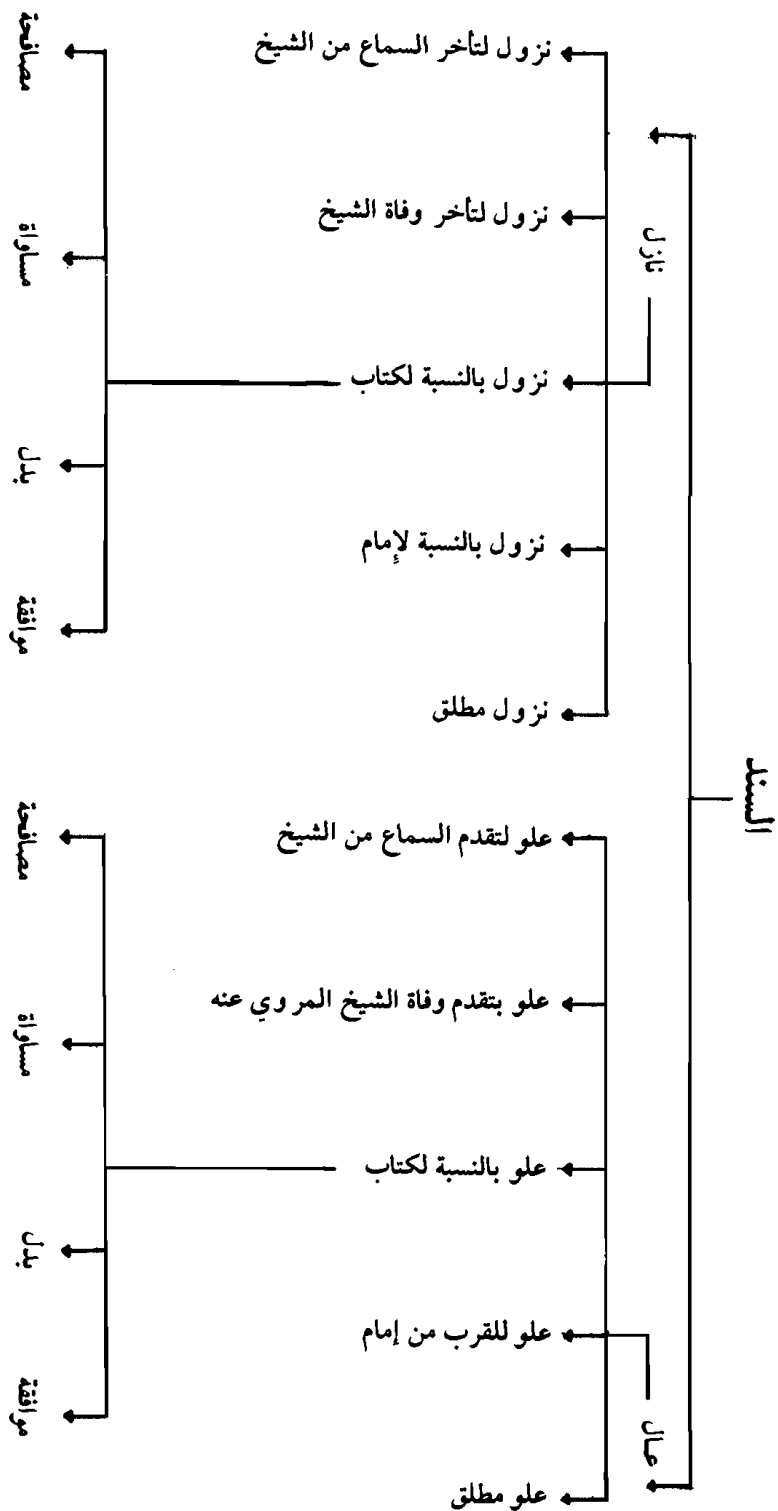 السند
عال
علو مطلق
علو للقرب من إمام
علو بالنسبة لكتاب
علو بتقدم وفاة الشيخ المروي عنه
علو لتقدم السماع من الشيخ
موافقة
بدل
مساواة
مصافحة
نازل
نزول مطلق
نزول بالنسبة لإمام
نزول بالنسبة لكتاب
نزول لتأخر وفاة الشيخ
نزول لتأخر السماع من الشيخ
موافقة
بدل
مساواة
مصافحة